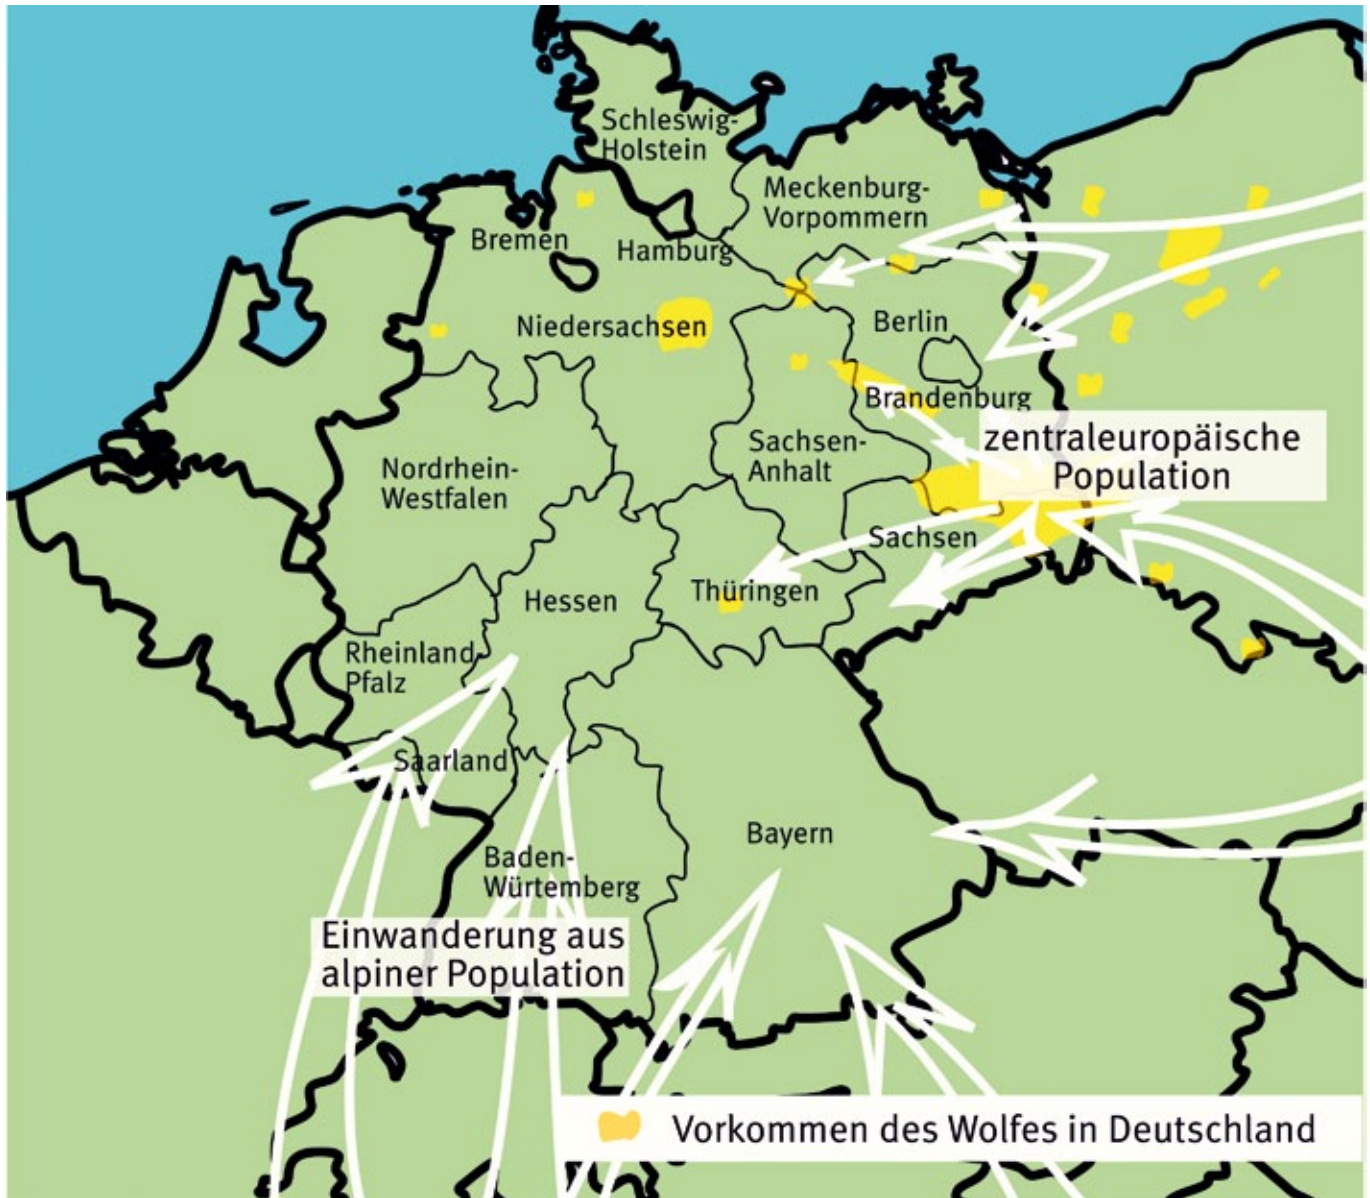 Schleswig-
Holstein
Meckenburg-
Vorpommern
Bremen
Hamburg
Niedersachsen
Berlin
Brandenburg
zentraleuropäische
Population
Sachsen-
Anhalt
Nordrhein-
Westfalen
Sachsen
Thüringen
Hessen
Rheinland
Pfalz
Saarland
Bayern
Baden-
Würtemberg
Einwanderung aus
alpiner Population
Vorkommen des Wolfes in Deutschland